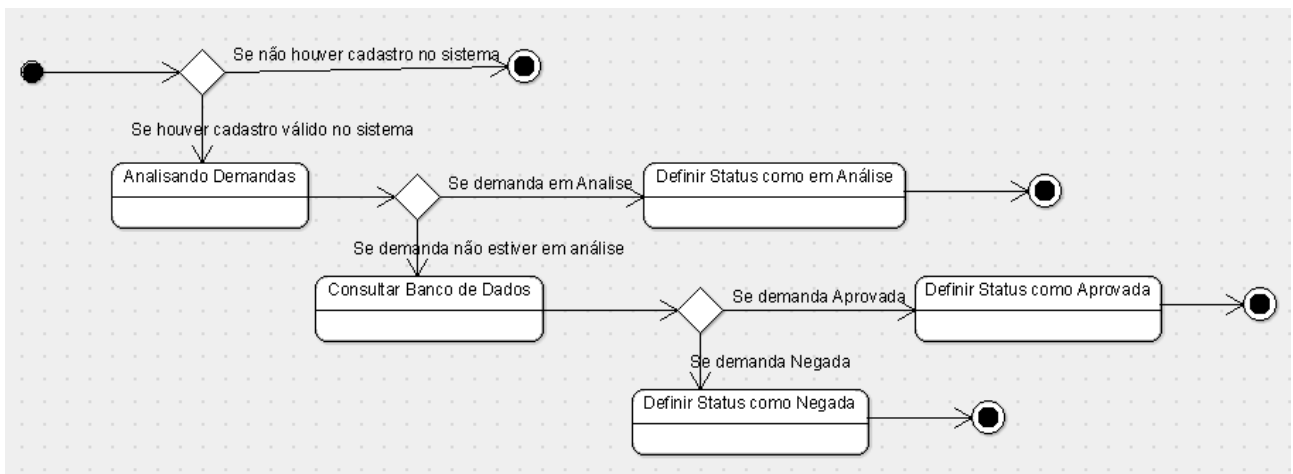 Se não houver cadastro no sistema
Se houver cadastro válido no sistema
Analisando Demandas
Se demanda em Analise
Definir Status como em Análise
Se demanda não estiver em análise
Consultar Banco de Dados
Se demanda Aprovada
Definir Status como Aprovada
Se demanda Negada
Definir Status como Negada